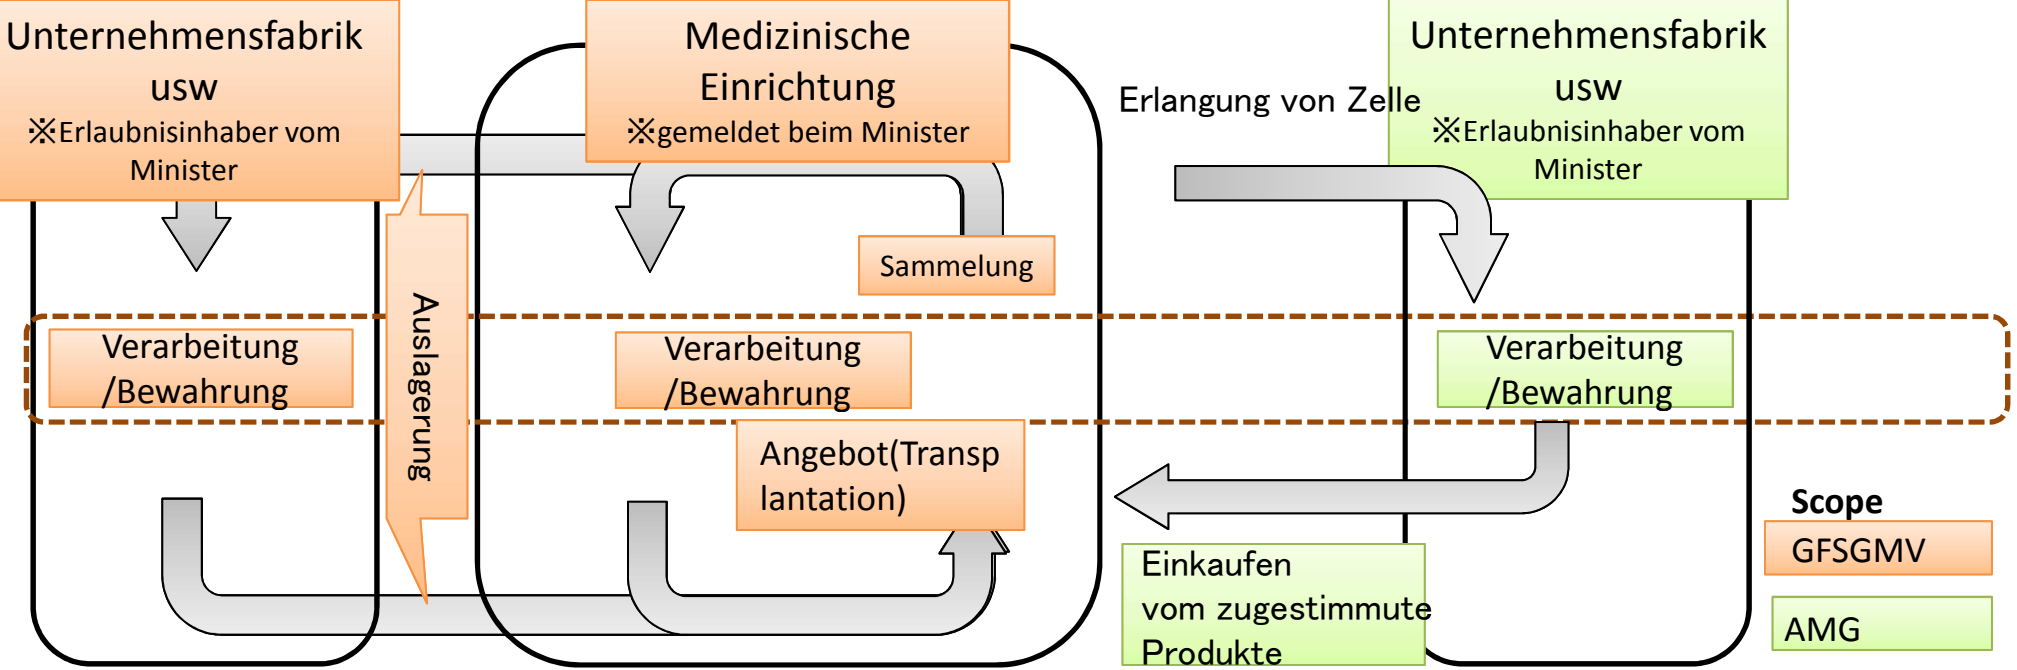 Unternehmensfabrik
usw
※Erlaubnisinhaber vom
Minister
Medizinische
Einrichtung
※gemeldet beim Minister
Erlangung von Zelle
Unternehmensfabrik
usw
※Erlaubnisinhaber vom
Minister
Sammelung
Auslagerung
Verarbeitung
/Bewahrung
Verarbeitung
/Bewahrung
Verarbeitung
/Bewahrung
Angebot(Transp
lantation)
Einkaufen
vom zugestimmute
Produkte
Scope
GFSGMV
AMG